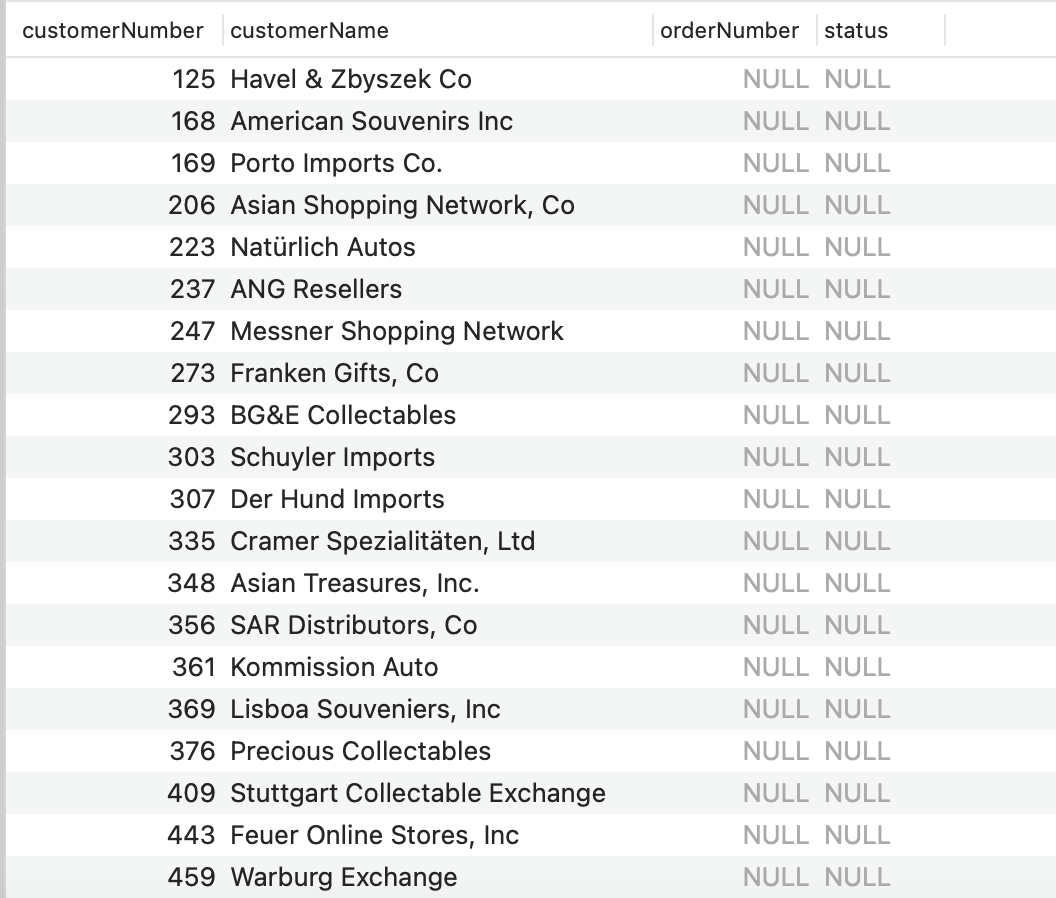 customerNumber customerName orderNumber status
125 Havel & Zbyszek Co NULL NULL
168 American Souvenirs Inc NULL NULL
169 Porto Imports Co. NULL NULL
206 Asian Shopping Network, Co NULL NULL
223 Natürlich Autos NULL NULL
237 ANG Resellers NULL NULL
247 Messner Shopping Network NULL NULL
273 Franken Gifts, Co NULL NULL
293 BG&E Collectables NULL NULL
303 Schuyler Imports NULL NULL
307 Der Hund Imports NULL NULL
335 Cramer Spezialitäten, Ltd NULL NULL
348 Asian Treasures, Inc. NULL NULL
356 SAR Distributors, Co NULL NULL
361 Kommission Auto NULL NULL
369 Lisboa Souveniers, Inc NULL NULL
376 Precious Collectables NULL NULL
409 Stuttgart Collectable Exchange NULL NULL
443 Feuer Online Stores, Inc NULL NULL
459 Warburg Exchange NULL NULL